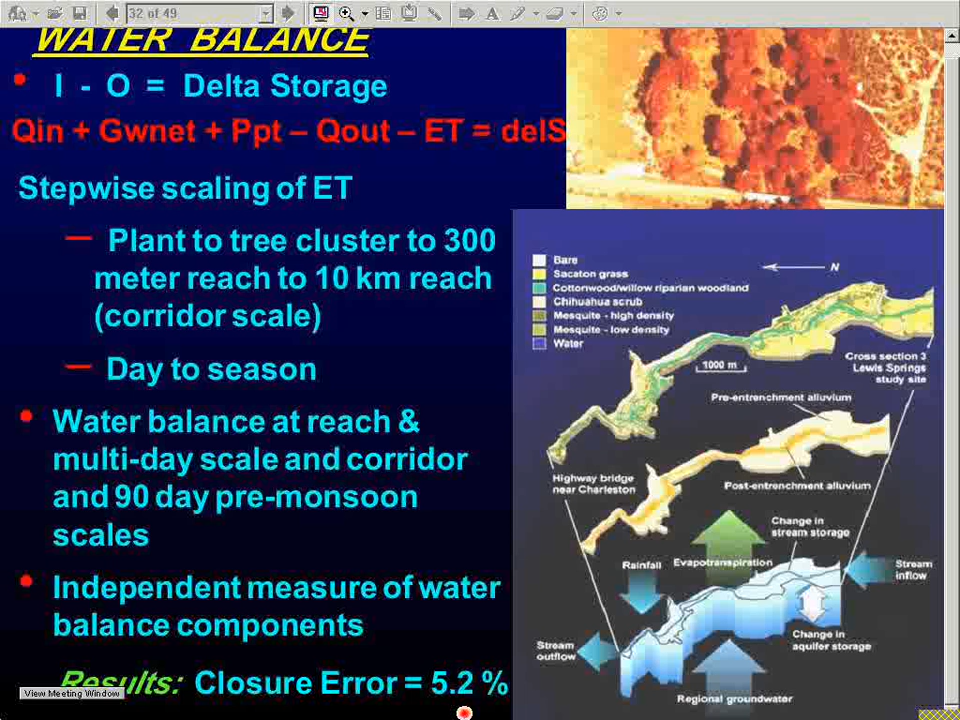 32 of 49
WATER BALANCE
• I - O = Delta Storage
Qin + Gwnet + Ppt – Qout – ET = delS
Stepwise scaling of ET
– Plant to tree cluster to 300
meter reach to 10 km reach
(corridor scale)
– Day to season
• Water balance at reach &
multi-day scale and corridor
and 90 day pre-monsoon
scales
• Independent measure of water
balance components
Results: Closure Error = 5.2 %
View Meeting Window
Bare
Sacaton grass
Cottonwood/willow riparian woodland
Chihuahua scrub
Mesquite - high density
Mesquite - low density
Water
N
1000 m
Cross section 3
Lewis Springs
study site
Pre-entrenchment alluvium
Highway bridge
near Charleston
Post-entrenchment alluvium
Change in
stream storage
Rainfall
Evapotranspiration
Stream
inflow
Change in
aquifer storage
Stream
outflow
Regional groundwater